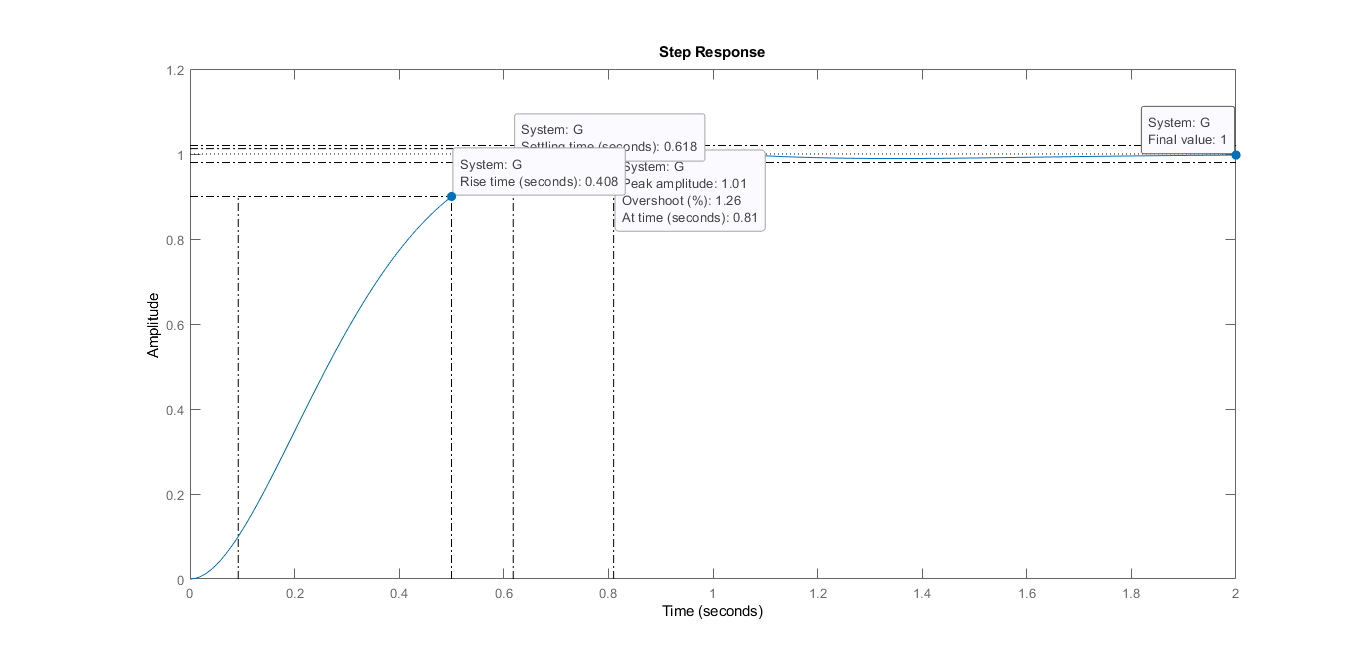 Step Response
System: G
Final value: 1
System: G
Settling time (seconds): 0.618
System: G
Rise time (seconds): 0.408
System: G
Peak amplitude: 1.01
Overshoot (%): 1.26
At time (seconds): 0.81
Amplitude
1.2
1
0.8
0.6
0.4
0.2
0
0 0.2 0.4 0.6 0.8 1 1.2 1.4 1.6 1.8 2
Time (seconds)